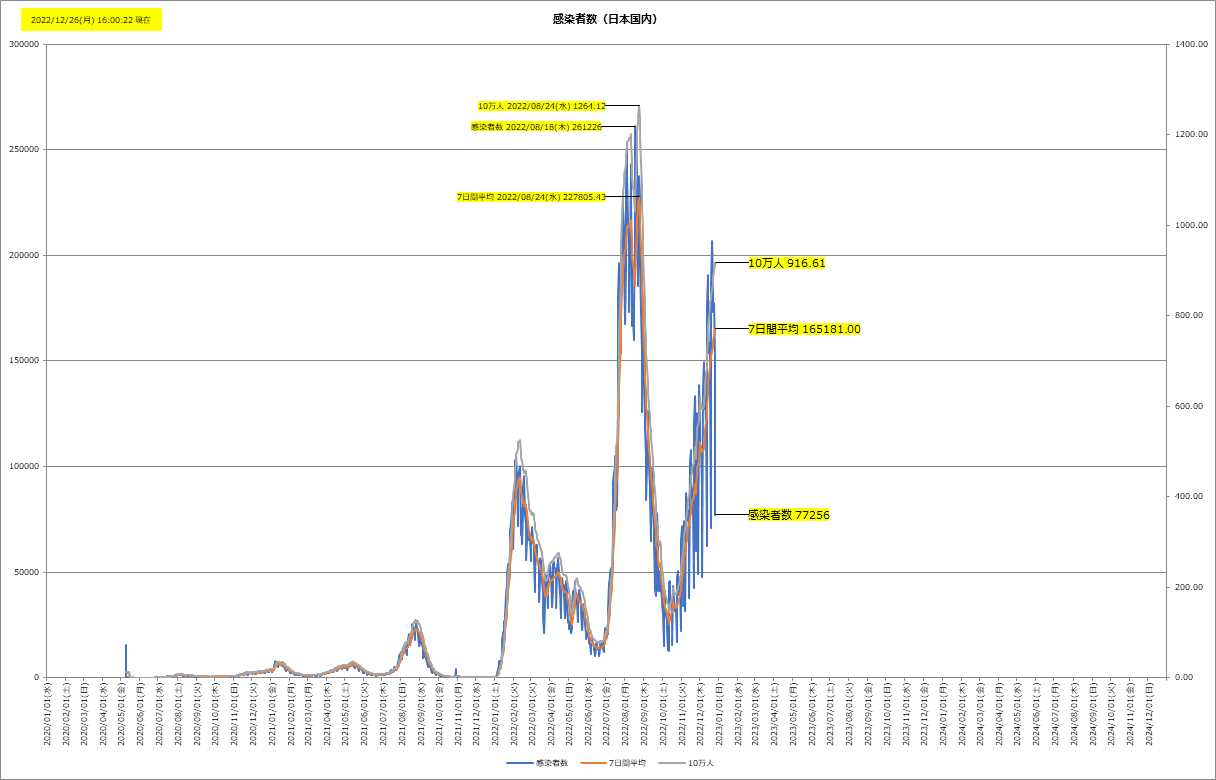 2022/12/26(月) 16:00:22 現在
感染者数（日本国内）
300000
250000
200000
150000
100000
50000
0
1400.00
1200.00
1000.00
800.00
600.00
400.00
200.00
0.00
10万人 2022/08/24(水) 1264.12
感染者数 2022/08/18(木) 261226
7日間平均 2022/08/24(水) 227805.43
10万人 916.61
7日間平均 165181.00
感染者数 77256
2020/01/01(水)
2020/02/01(土)
2020/03/01(日)
2020/04/01(水)
2020/05/01(金)
2020/06/01(月)
2020/07/01(水)
2020/08/01(土)
2020/09/01(火)
2020/10/01(木)
2020/11/01(日)
2020/12/01(火)
2021/01/01(金)
2021/02/01(月)
2021/03/01(月)
2021/04/01(木)
2021/05/01(土)
2021/06/01(火)
2021/07/01(木)
2021/08/01(日)
2021/09/01(水)
2021/10/01(金)
2021/11/01(月)
2021/12/01(水)
2022/01/01(土)
2022/02/01(火)
2022/03/01(火)
2022/04/01(金)
2022/05/01(日)
2022/06/01(水)
2022/07/01(金)
2022/08/01(月)
2022/09/01(木)
2022/10/01(土)
2022/11/01(火)
2022/12/01(木)
2023/01/01(日)
2023/02/01(水)
2023/03/01(水)
2023/04/01(土)
2023/05/01(月)
2023/06/01(木)
2023/07/01(土)
2023/08/01(火)
2023/09/01(金)
2023/10/01(日)
2023/11/01(水)
2023/12/01(金)
2024/01/01(月)
2024/02/01(木)
2024/03/01(金)
2024/04/01(月)
2024/05/01(水)
2024/06/01(土)
2024/07/01(月)
2024/08/01(木)
2024/09/01(日)
2024/10/01(火)
2024/11/01(金)
2024/12/01(日)
感染者数 7日間平均 10万人